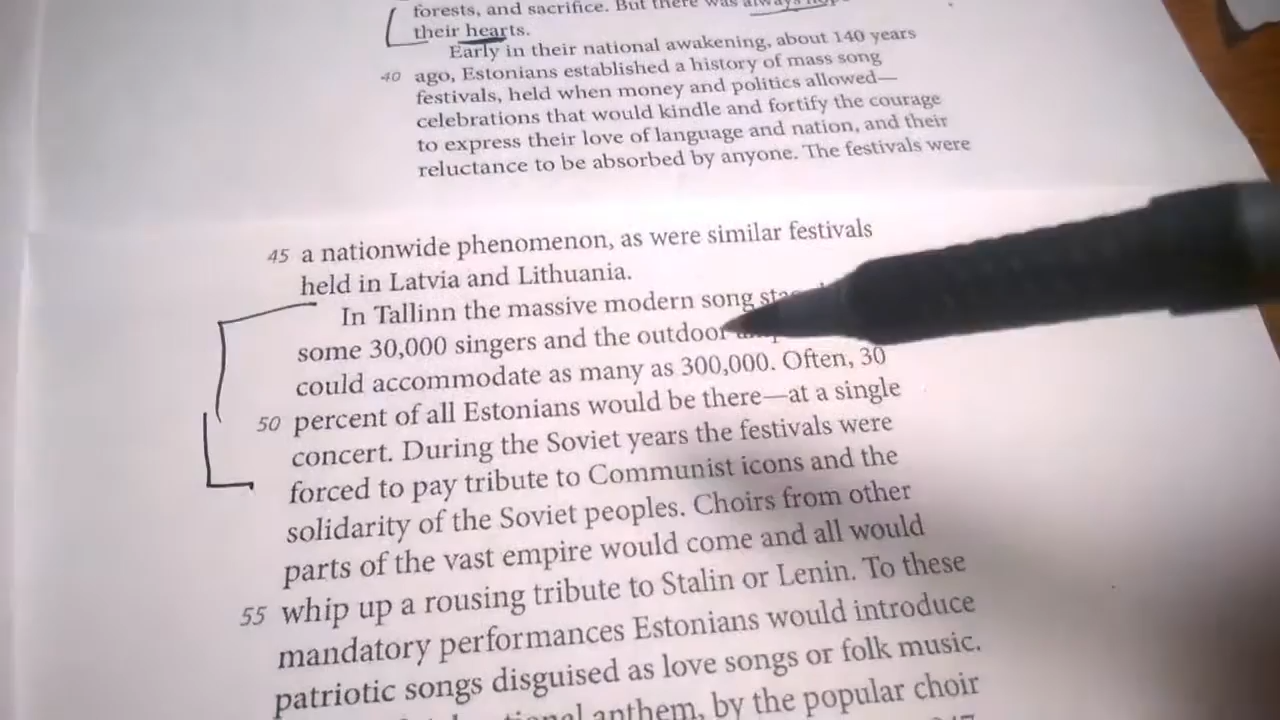 forests, and sacrifice. But there was always hope
their hearts.
Early in their national awakening, about 140 years
40 ago, Estonians established a history of mass song
festivals, held when money and politics allowed—
celebrations that would kindle and fortify the courage
to express their love of language and nation, and their
reluctance to be absorbed by anyone. The festivals were
45 a nationwide phenomenon, as were similar festivals
held in Latvia and Lithuania.
In Tallinn the massive modern song
some 30,000 singers and the outdoor
could accommodate as many as 300,000. Often, 30
50 percent of all Estonians would be there—at a single
concert. During the Soviet years the festivals were
forced to pay tribute to Communist icons and the
solidarity of the Soviet peoples. Choirs from other
parts of the vast empire would come and all would
55 whip up a rousing tribute to Stalin or Lenin. To these
mandatory performances Estonians would introduce
patriotic songs disguised as love songs or folk music.
anthem, by the popular choir